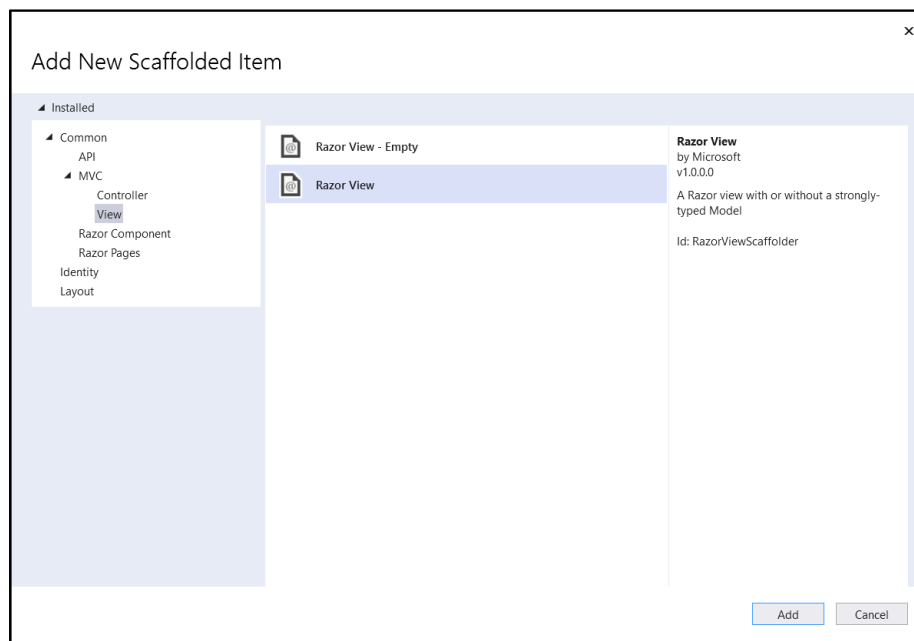 Add New Scaffolded Item
Installed
Common
API
MVC
Controller
View
Razor Component
Razor Pages
Identity
Layout
Razor View - Empty
Razor View
Razor View
by Microsoft
v1.0.0.0
A Razor view with or without a strongly-
typed Model
Id: RazorViewScaffolder
Add
Cancel